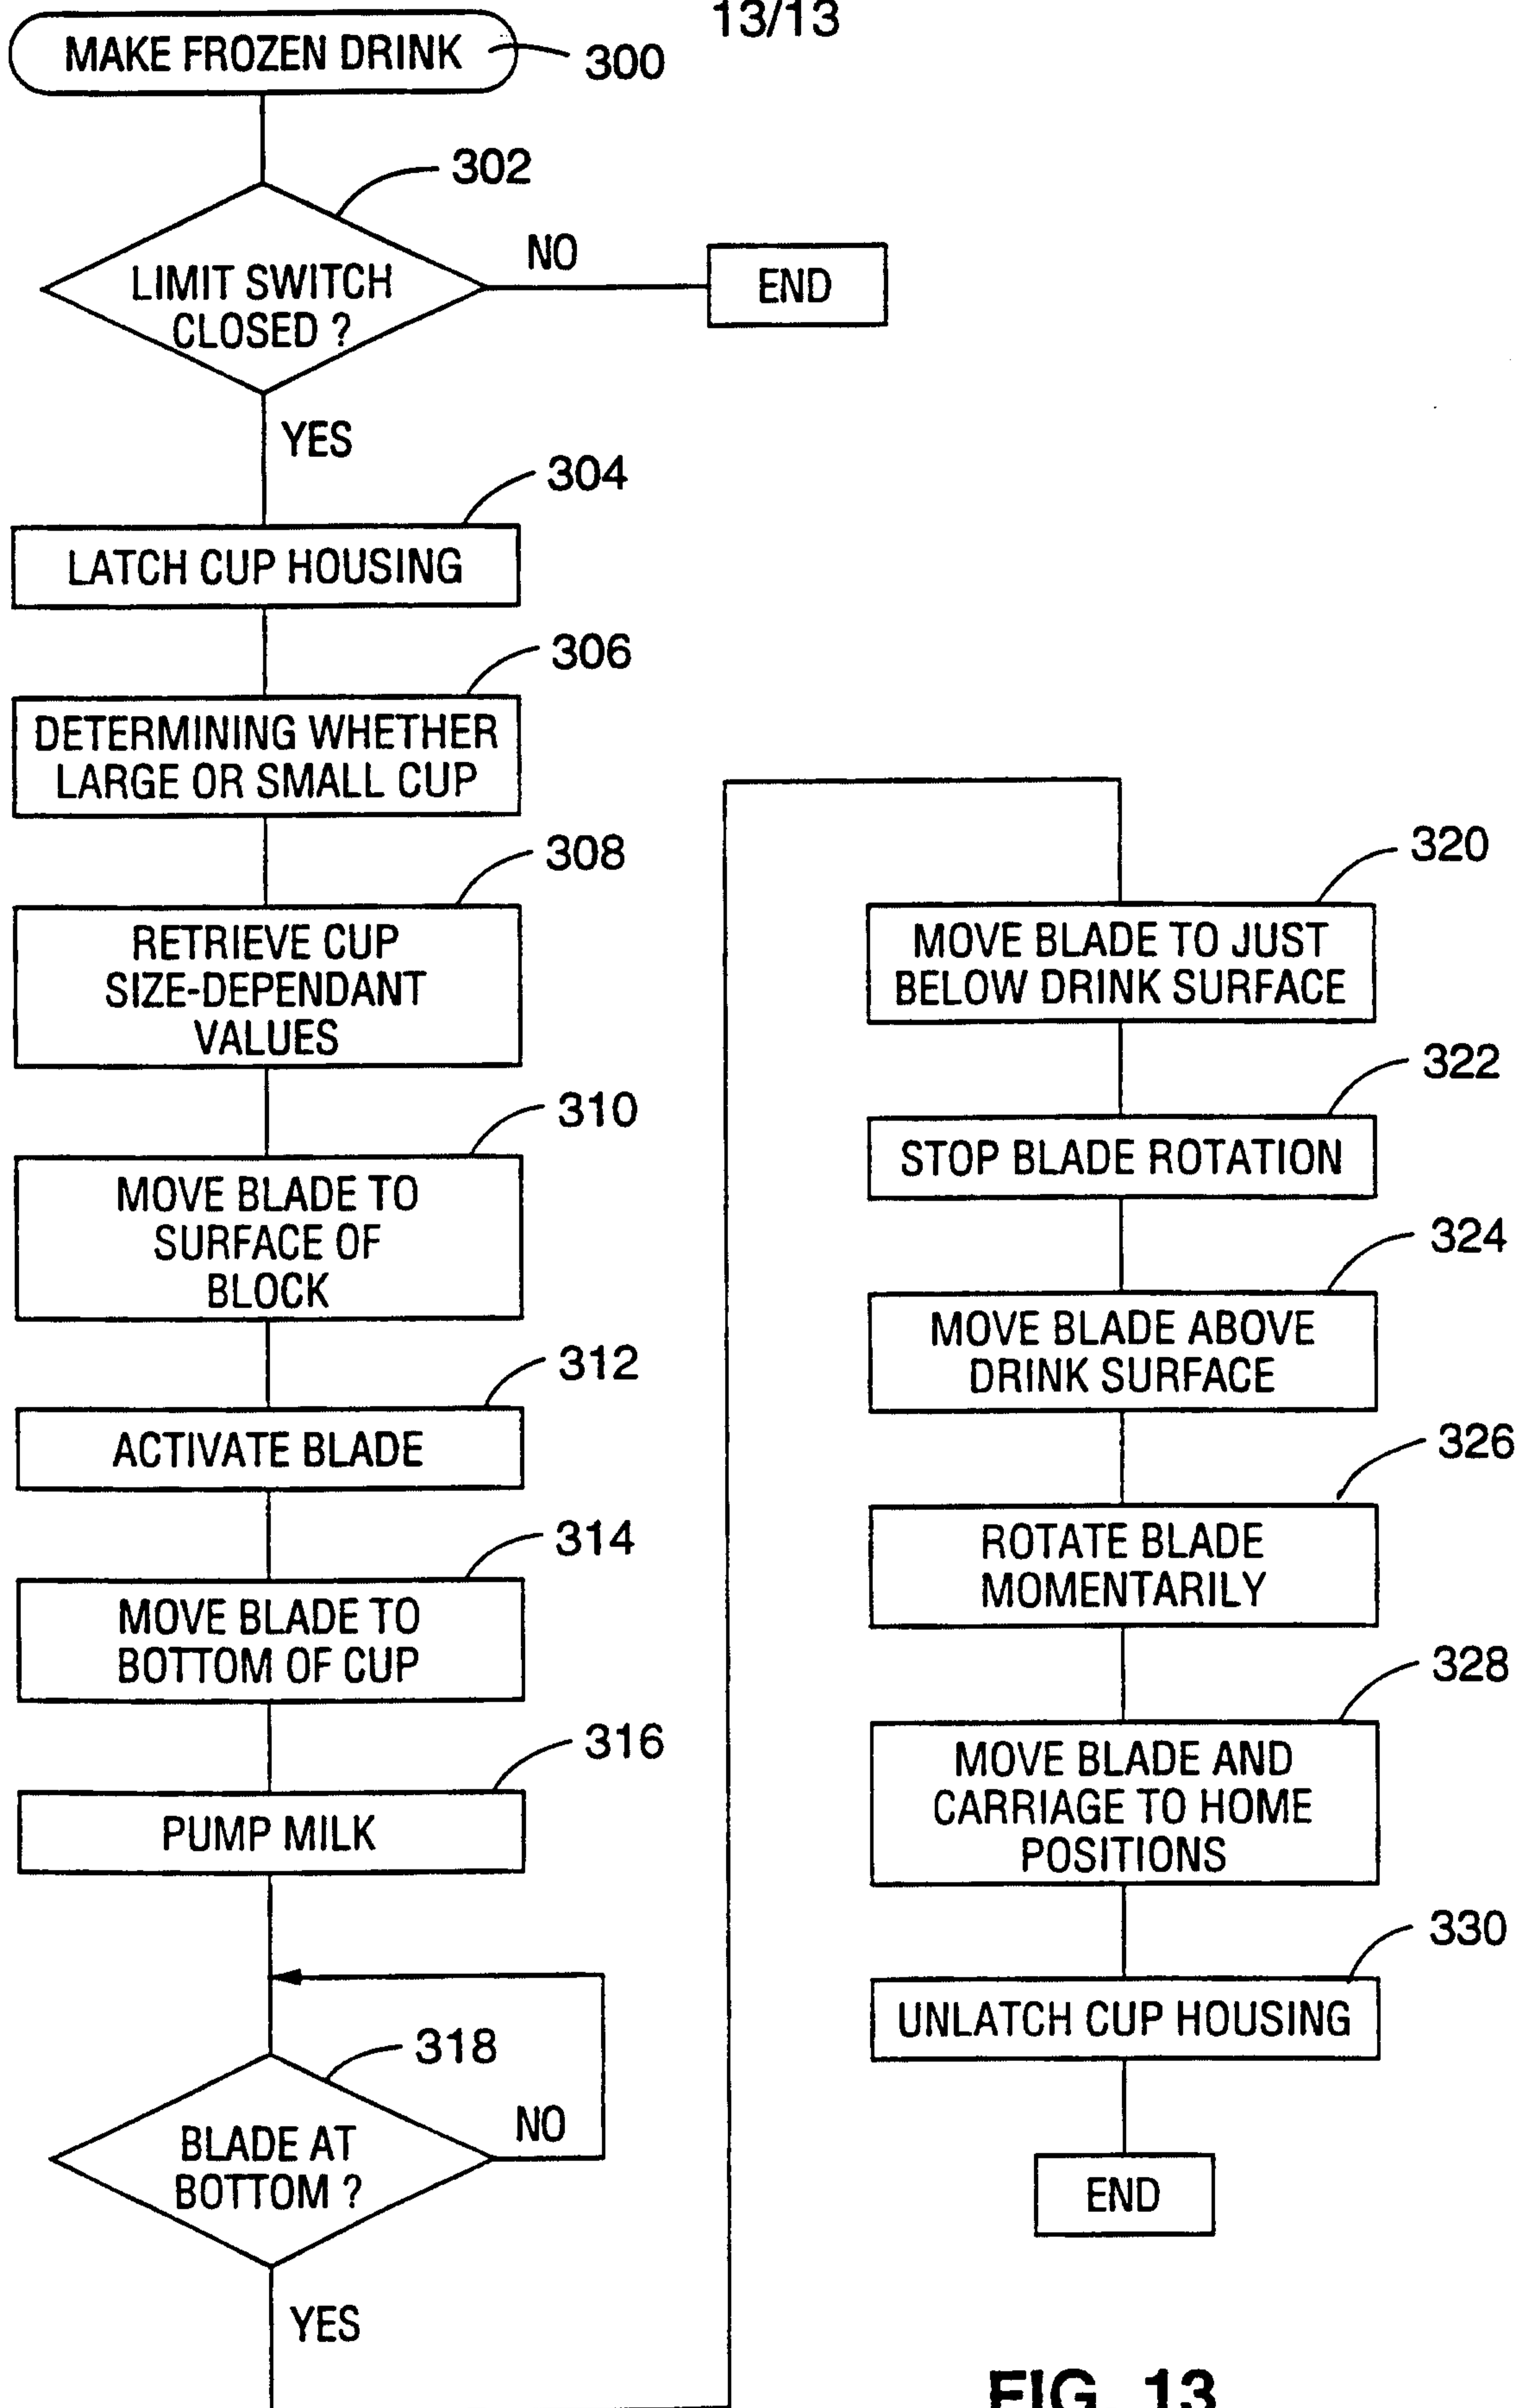 13/13
MAKE FROZEN DRINK
300
302
LIMIT SWITCH
CLOSED ?
NO
END
YES
304
LATCH CUP HOUSING
306
DETERMINING WHETHER
LARGE OR SMALL CUP
308
RETRIEVE CUP
SIZE-DEPENDANT
VALUES
310
MOVE BLADE TO
SURFACE OF
BLOCK
312
ACTIVATE BLADE
314
MOVE BLADE TO
BOTTOM OF CUP
316
PUMP MILK
318
BLADE AT
BOTTOM ?
NO
YES
320
MOVE BLADE TO JUST
BELOW DRINK SURFACE
322
STOP BLADE ROTATION
324
MOVE BLADE ABOVE
DRINK SURFACE
326
ROTATE BLADE
MOMENTARILY
328
MOVE BLADE AND
CARRIAGE TO HOME
POSITIONS
330
UNLATCH CUP HOUSING
END
FIG. 13